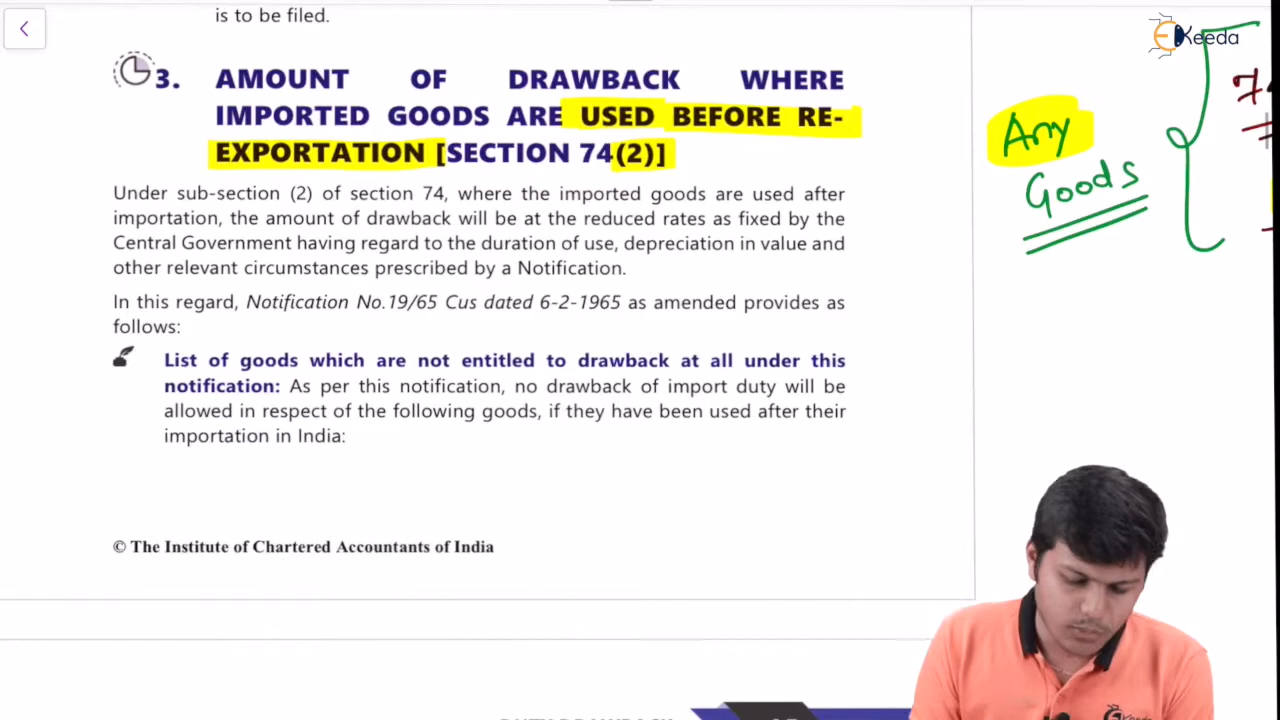 is to be filed.
3. AMOUNT OF DRAWBACK WHERE
IMPORTED GOODS ARE USED BEFORE RE-
EXPORTATION [SECTION 74(2)]
Under sub-section (2) of section 74, where the imported goods are used after
importation, the amount of drawback will be at the reduced rates as fixed by the
Central Government having regard to the duration of use, depreciation in value and
other relevant circumstances prescribed by a Notification.
In this regard, Notification No.19/65 Cus dated 6-2-1965 as amended provides as
follows:
List of goods which are not entitled to drawback at all under this
notification: As per this notification, no drawback of import duty will be
allowed in respect of the following goods, if they have been used after their
importation in India:
© The Institute of Chartered Accountants of India
Keeda
Any
Goods